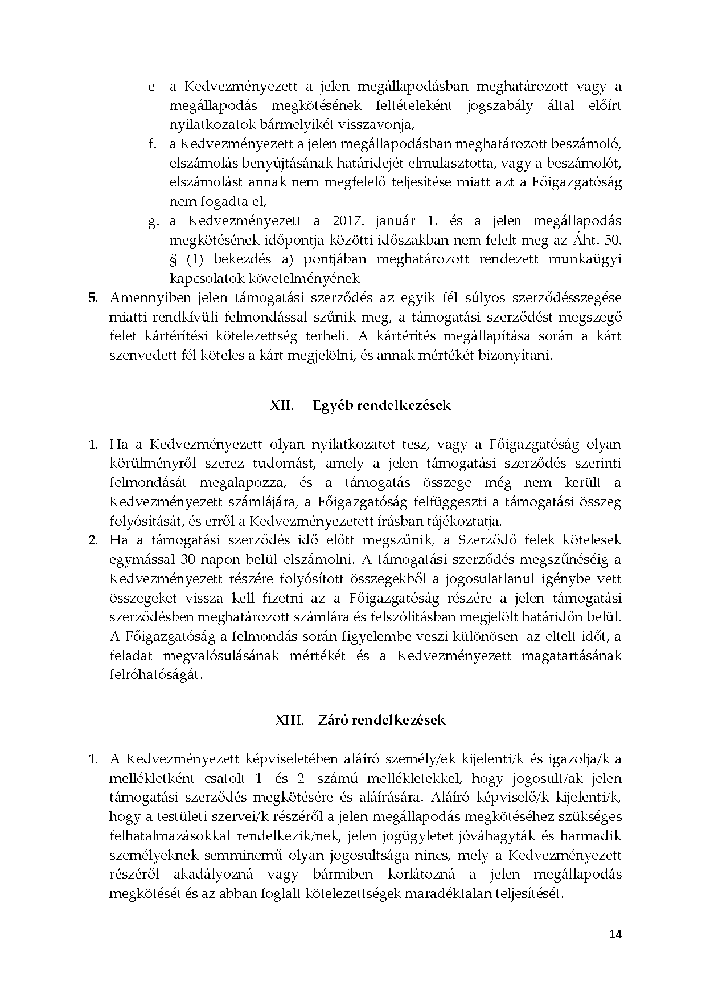 e. a Kedvezményezett a jelen megállapodásban meghatározott vagy a
megállapodás megkötésének feltételeként jogszabály által előírt
nyilatkozatok bármelyikét visszavonja,
f. a Kedvezményezett a jelen megállapodásban meghatározott beszámoló,
elszámolás benyújtásának határidejét elmulasztotta, vagy a beszámolót,
elszámolást annak nem megfelelő teljesítése miatt azt a Főigazgatóság
nem fogadta el,
g. a Kedvezményezett a 2017. január 1. és a jelen megállapodás
megkötésének időpontja közötti időszakban nem felelt meg az Áht. 50.
§ (1) bekezdés a) pontjában meghatározott rendezett munkaügyi
kapcsolatok követelményének.
5. Amennyiben jelen támogatási szerződés az egyik fél súlyos szerződésszegése
miatti rendkívüli felmondással szűnik meg, a támogatási szerződést megszegő
felet kártérítési kötelezettség terheli. A kártérítés megállapítása során a kárt
szenvedett fél köteles a kárt megjelölni, és annak mértékét bizonyítani.
XII. Egyéb rendelkezések
1. Ha a Kedvezményezett olyan nyilatkozatot tesz, vagy a Főigazgatóság olyan
körülményről szerez tudomást, amely a jelen támogatási szerződés szerinti
felmondását megalapozza, és a támogatás összege még nem került a
Kedvezményezett számlájára, a Főigazgatóság felfüggeszti a támogatási összeg
folyósítását, és erről a Kedvezményezetett írásban tájékoztatja.
2. Ha a támogatási szerződés idő előtt megszűnik, a Szerződő felek kötelesek
egymással 30 napon belül elszámolni. A támogatási szerződés megszűnéséig a
Kedvezményezett részére folyósított összegekből a jogosulatlanul igénybe vett
összegeket vissza kell fizetni az a Főigazgatóság részére a jelen támogatási
szerződésben meghatározott számlára és felszólításban megjelölt határidőn belül.
A Főigazgatóság a felmondás során figyelembe veszi különösen: az eltelt időt, a
feladat megvalósulásának mértékét és a Kedvezményezett magatartásának
felróhatóságát.
XIII. Záró rendelkezések
1. A Kedvezményezett képviseletében aláíró személy/ek kijelenti/k és igazolja/k a
mellékletként csatolt 1. és 2. számú mellékletekkel, hogy jogosult/ak jelen
támogatási szerződés megkötésére és aláírására. Aláíró képviselő/k kijelenti/k,
hogy a testületi szervei/k részéről a jelen megállapodás megkötéséhez szükséges
felhatalmazásokkal rendelkezik/nek, jelen jogügyletet jóváhagyták és harmadik
személyeknek semminemű olyan jogosultsága nincs, mely a Kedvezményezett
részéről akadályozná vagy bármiben korlátozná a jelen megállapodás
megkötését és az abban foglalt kötelezettségek maradéktalan teljesítését.
14